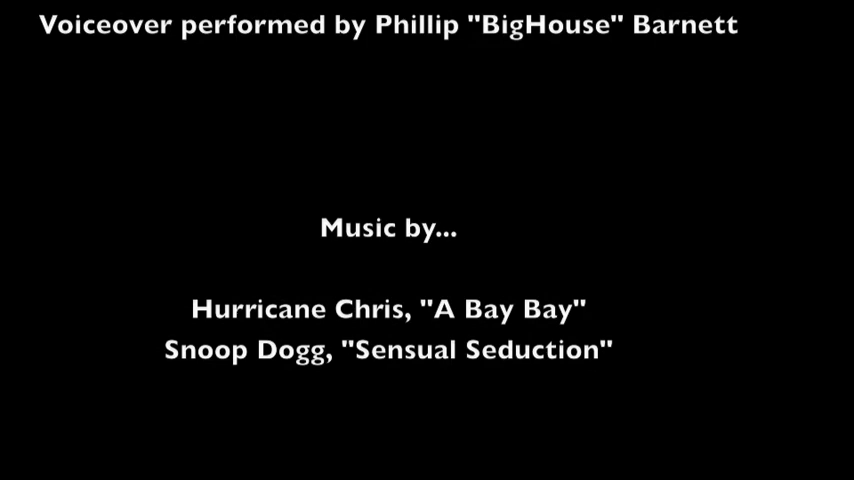 Voiceover performed by Phillip "BigHouse" Barnett
Music by...
Hurricane Chris, "A Bay Bay"
Snoop Dogg, "Sensual Seduction"